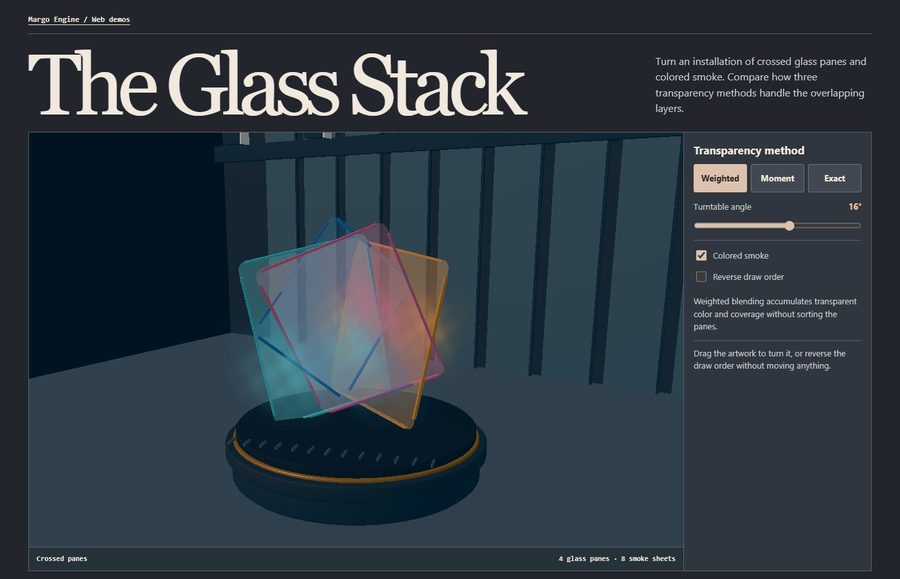 Margo Engine / Web demos
The Glass Stack
Turn an installation of crossed glass panes and
colored smoke. Compare how three
transparency methods handle the overlapping
layers.
Transparency method
Weighted
Moment
Exact
Turntable angle
16°
Colored smoke
Reverse draw order
Weighted blending accumulates transparent
color and coverage without sorting the
panes.
Drag the artwork to turn it, or reverse the
draw order without moving anything.
Crossed panes
4 glass panes · 8 smoke sheets